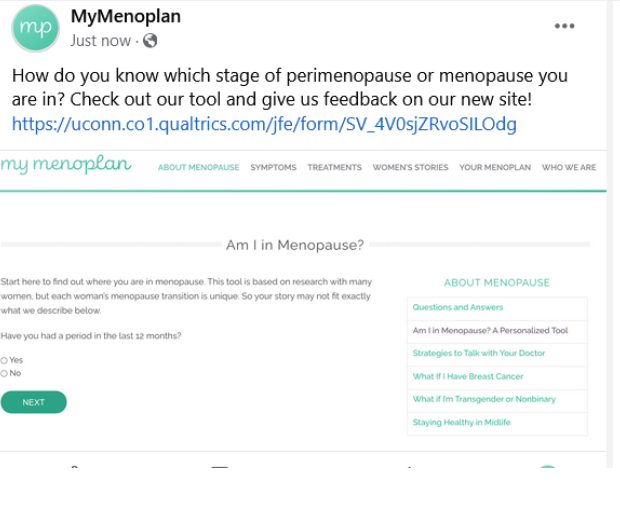 mp
MyMenoplan
Just now ·
How do you know which stage of perimenopause or menopause you
are in? Check out our tool and give us feedback on our new site!
https://uconn.co1.qualtrics.com/jfe/form/SV_4V0sjZRvoSILOdg
my menoplan
ABOUT MENOPAUSE SYMPTOMS TREATMENTS WOMEN'S STORIES YOUR MENOPLAN WHO WE ARE
Am I in Menopause?
Start here to find out where you are in menopause. This tool is based on research with many
women, but each woman's menopause transition is unique. So your story may not fit exactly
what we describe below.
Have you had a period in the last 12 months?
Yes
No
NEXT
ABOUT MENOPAUSE
Questions and Answers
Am I in Menopause? A Personalized Tool
Strategies to Talk with Your Doctor
What If I Have Breast Cancer
What if I'm Transgender or Nonbinary
Staying Healthy in Midlife